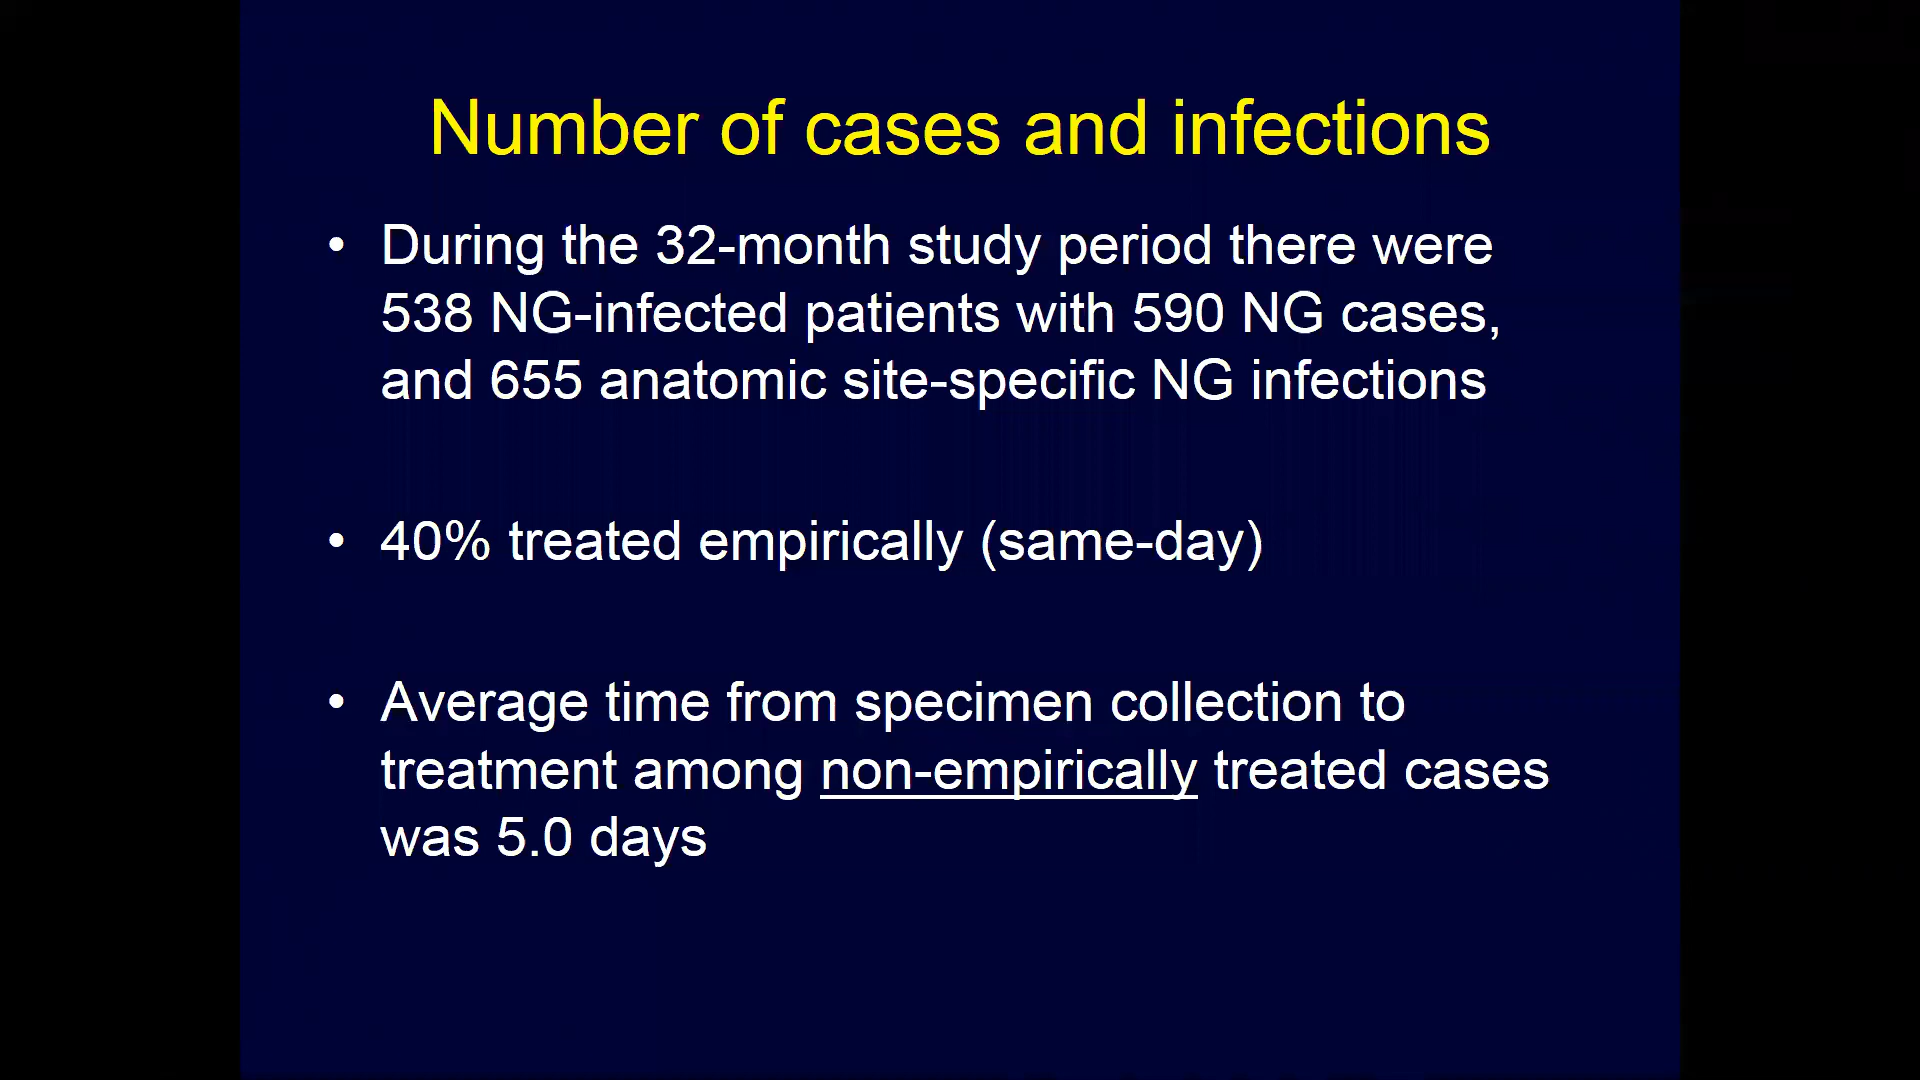 Number of cases and infections
• During the 32-month study period there were
538 NG-infected patients with 590 NG cases,
and 655 anatomic site-specific NG infections
• 40% treated empirically (same-day)
• Average time from specimen collection to
treatment among non-empirically treated cases
was 5.0 days